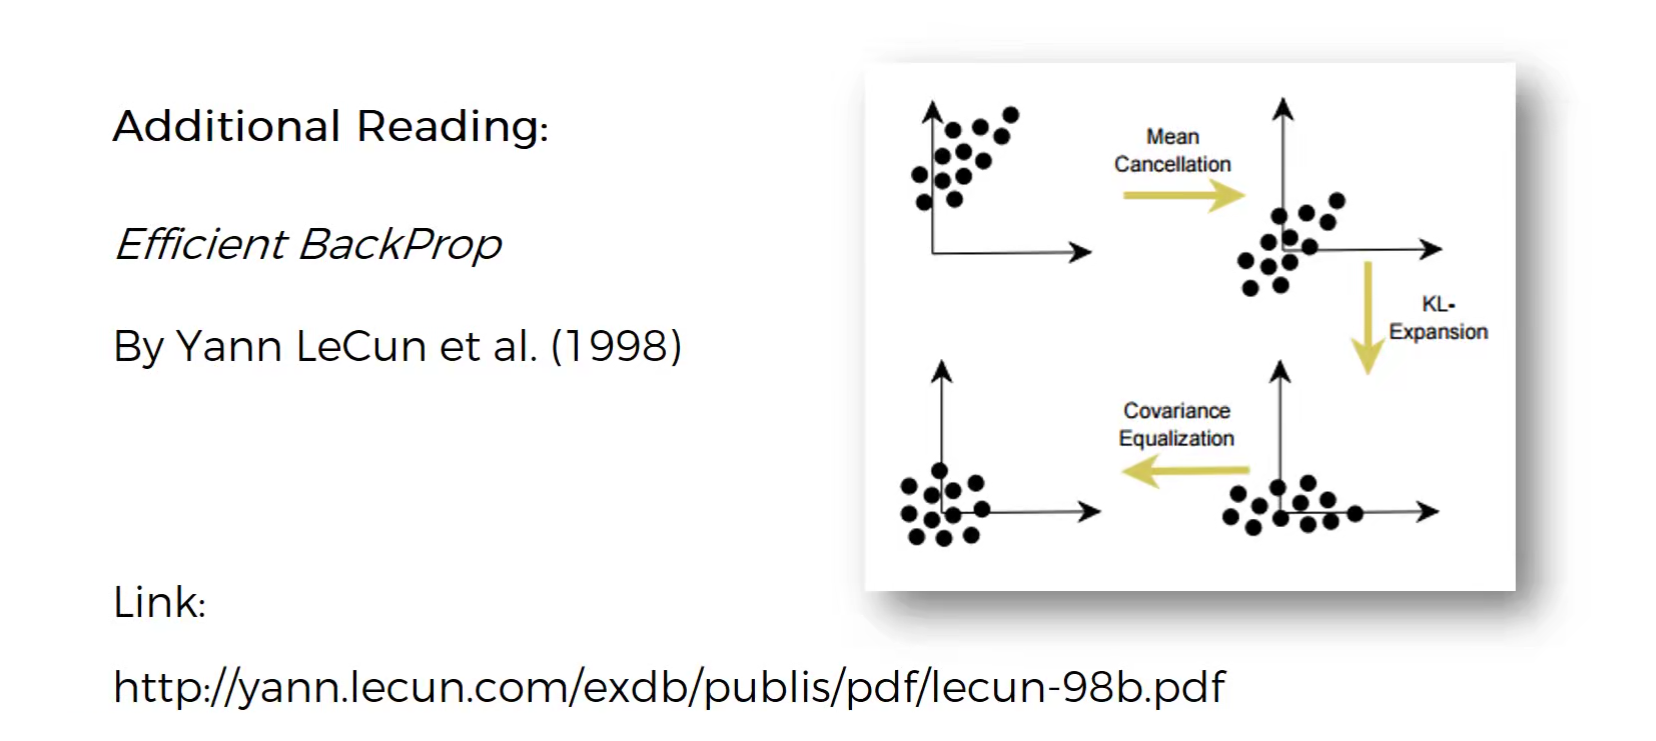 Additional Reading:
Efficient BackProp
By Yann LeCun et al. (1998)
Mean
Cancellation
KL-
Expansion
Covariance
Equalization
Link:
http://yann.lecun.com/exdb/publis/pdf/lecun-98b.pdf